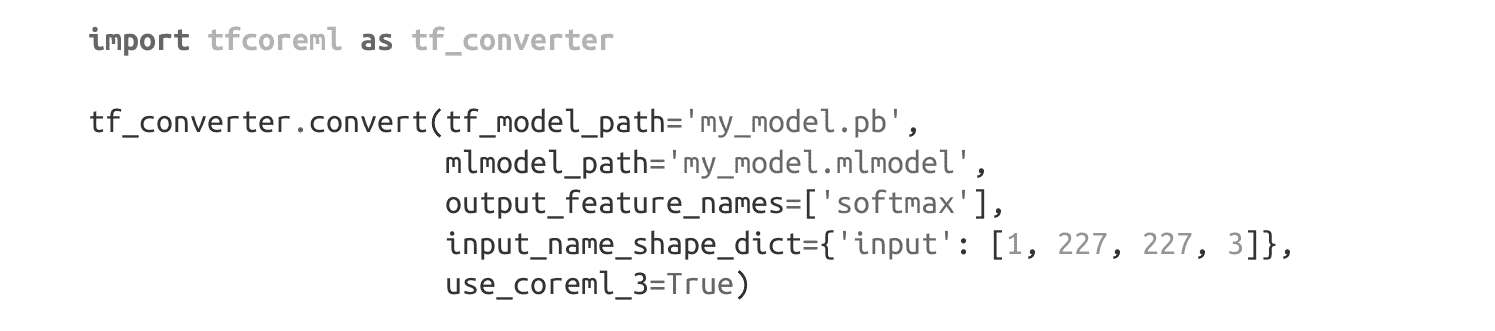 import tfcoreml as tf_converter
tf_converter.convert(tf_model_path='my_model.pb',
mlmodel_path='my_model.mlmodel',
output_feature_names=['softmax'],
input_name_shape_dict={'input': [1, 227, 227, 3]},
use_coreml_3=True)